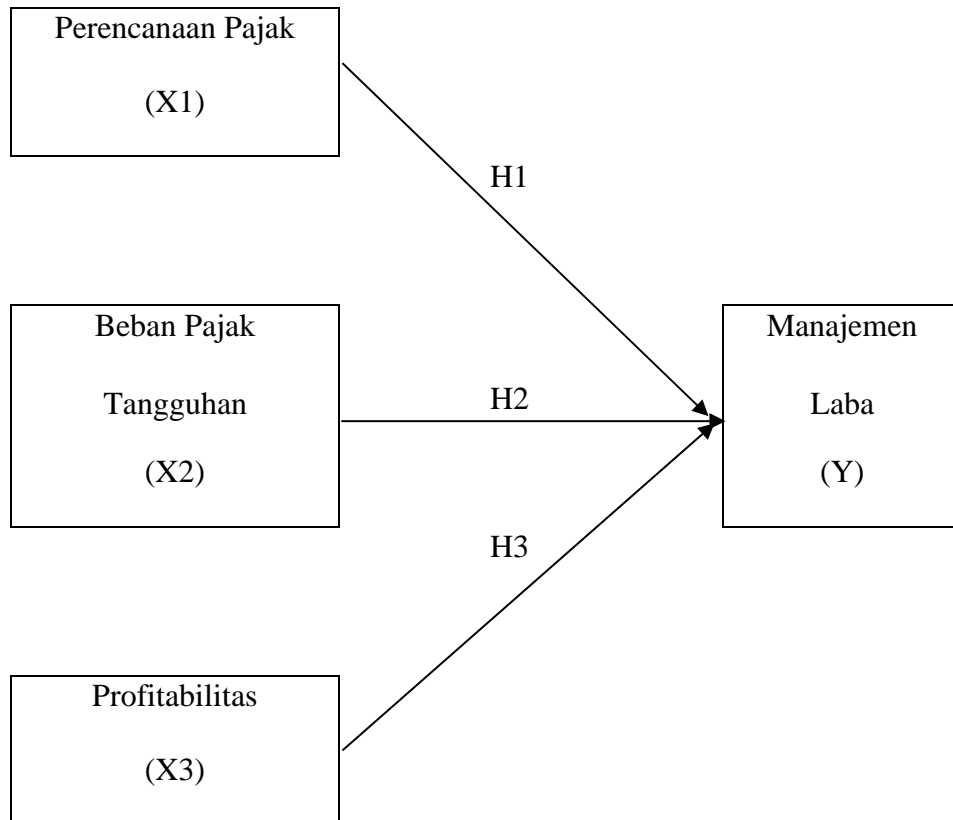 Perencanaan Pajak
(X1)
H1
Beban Pajak
Tangguhan
(X2)
H2
Manajemen
Laba
(Y)
H3
Profitabilitas
(X3)